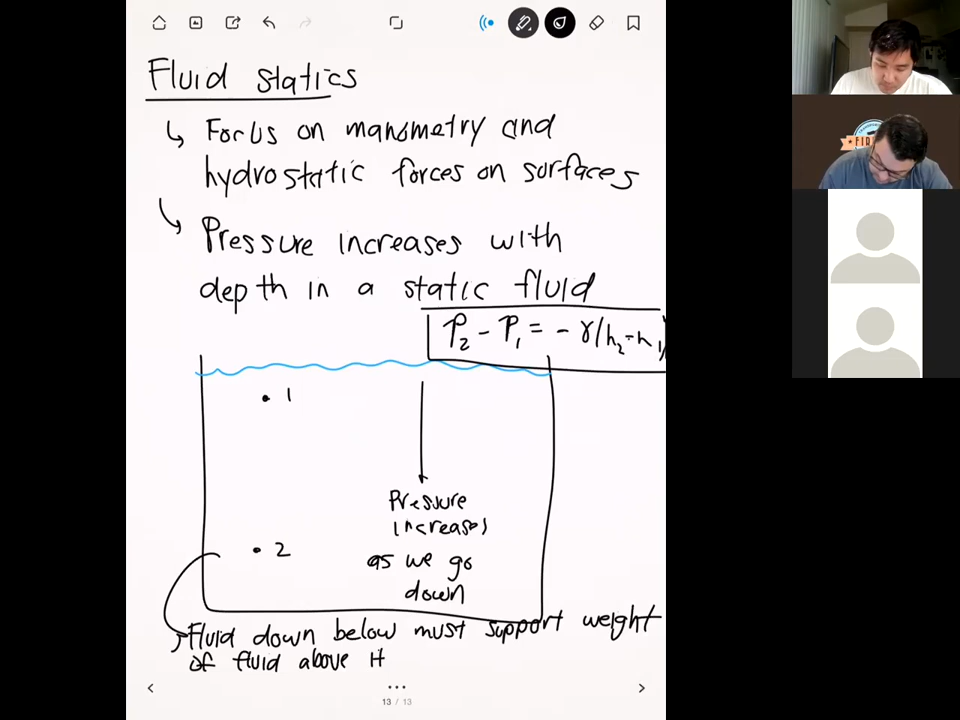 Fluid statics
↳ Focus on manometry and
hydrostatic forces on surfaces
↳ Pressure increases with
depth in a static fluid
P₂ - P₁ = - γ(h₂-h₁)
• 1
Pressure
increases
as we go
down
• 2
Fluid down below must support weight
of fluid above it
13 / 13
FIR